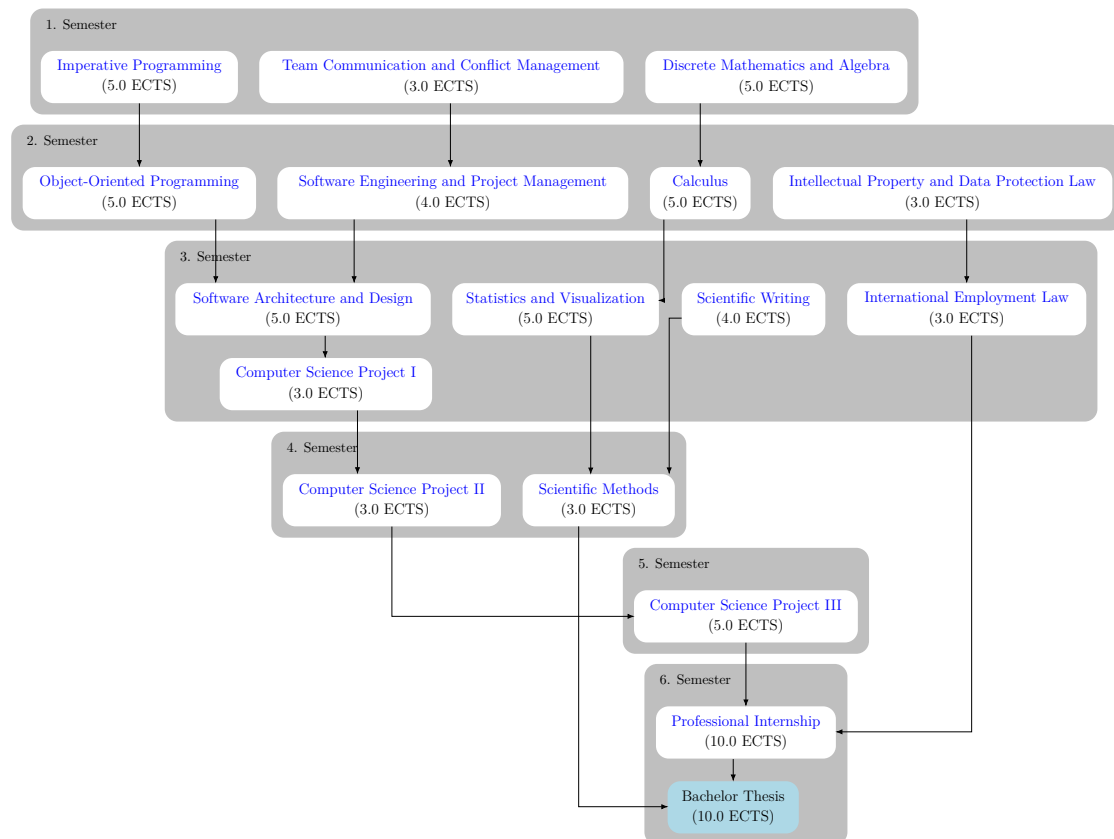 1. Semester
Imperative Programming
(5.0 ECTS)
Team Communication and Conflict Management
(3.0 ECTS)
Discrete Mathematics and Algebra
(5.0 ECTS)
2. Semester
Object-Oriented Programming
(5.0 ECTS)
Software Engineering and Project Management
(4.0 ECTS)
Calculus
(5.0 ECTS)
Intellectual Property and Data Protection Law
(3.0 ECTS)
3. Semester
Software Architecture and Design
(5.0 ECTS)
Statistics and Visualization
(5.0 ECTS)
Scientific Writing
(4.0 ECTS)
International Employment Law
(3.0 ECTS)
Computer Science Project I
(3.0 ECTS)
4. Semester
Computer Science Project II
(3.0 ECTS)
Scientific Methods
(3.0 ECTS)
5. Semester
Computer Science Project III
(5.0 ECTS)
6. Semester
Professional Internship
(10.0 ECTS)
Bachelor Thesis
(10.0 ECTS)